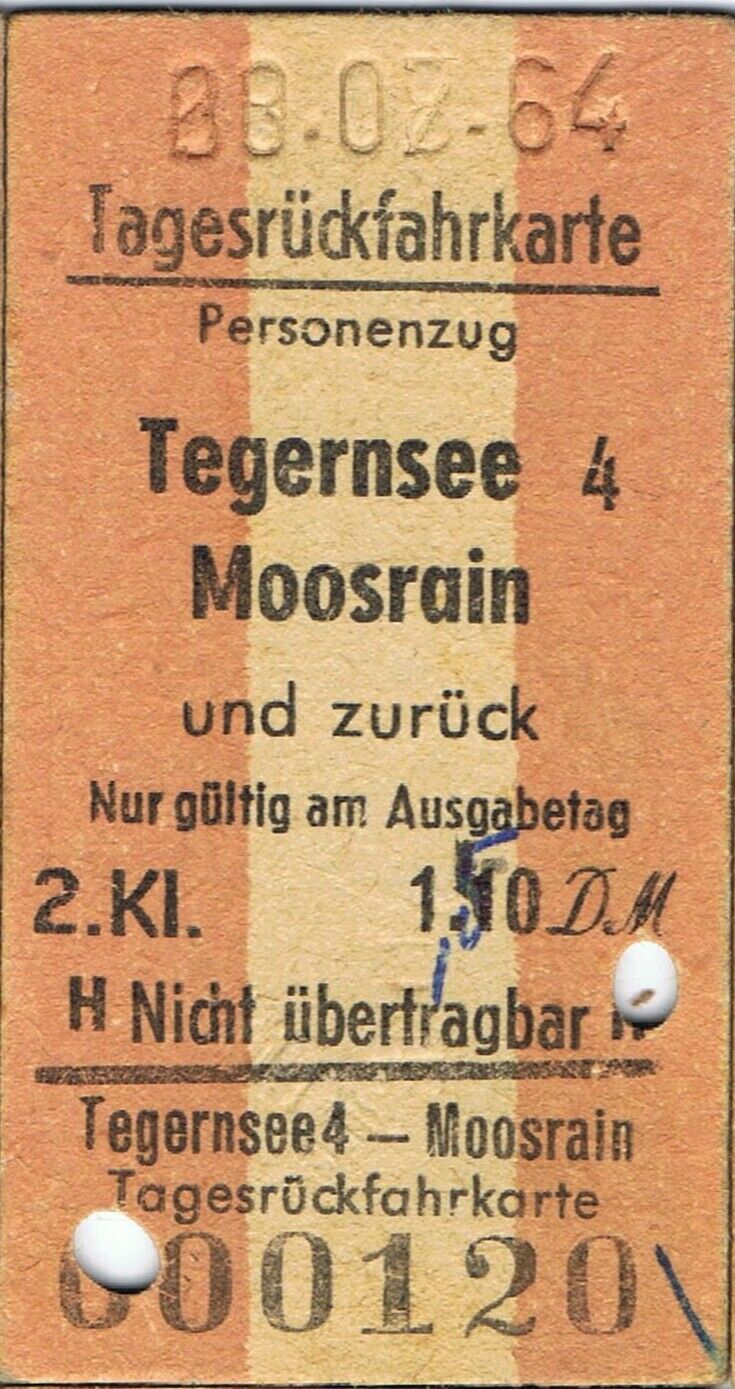 Tagesrückfahrkarte
Personenzug
Tegernsee 4
Moosrain
und zurück
Nur gültig am Ausgabetag
2.Kl. 1.10 DM
H Nicht übertragbar H
Tegernsee4 – Moosrain
Tagesrückfahrkarte
000120